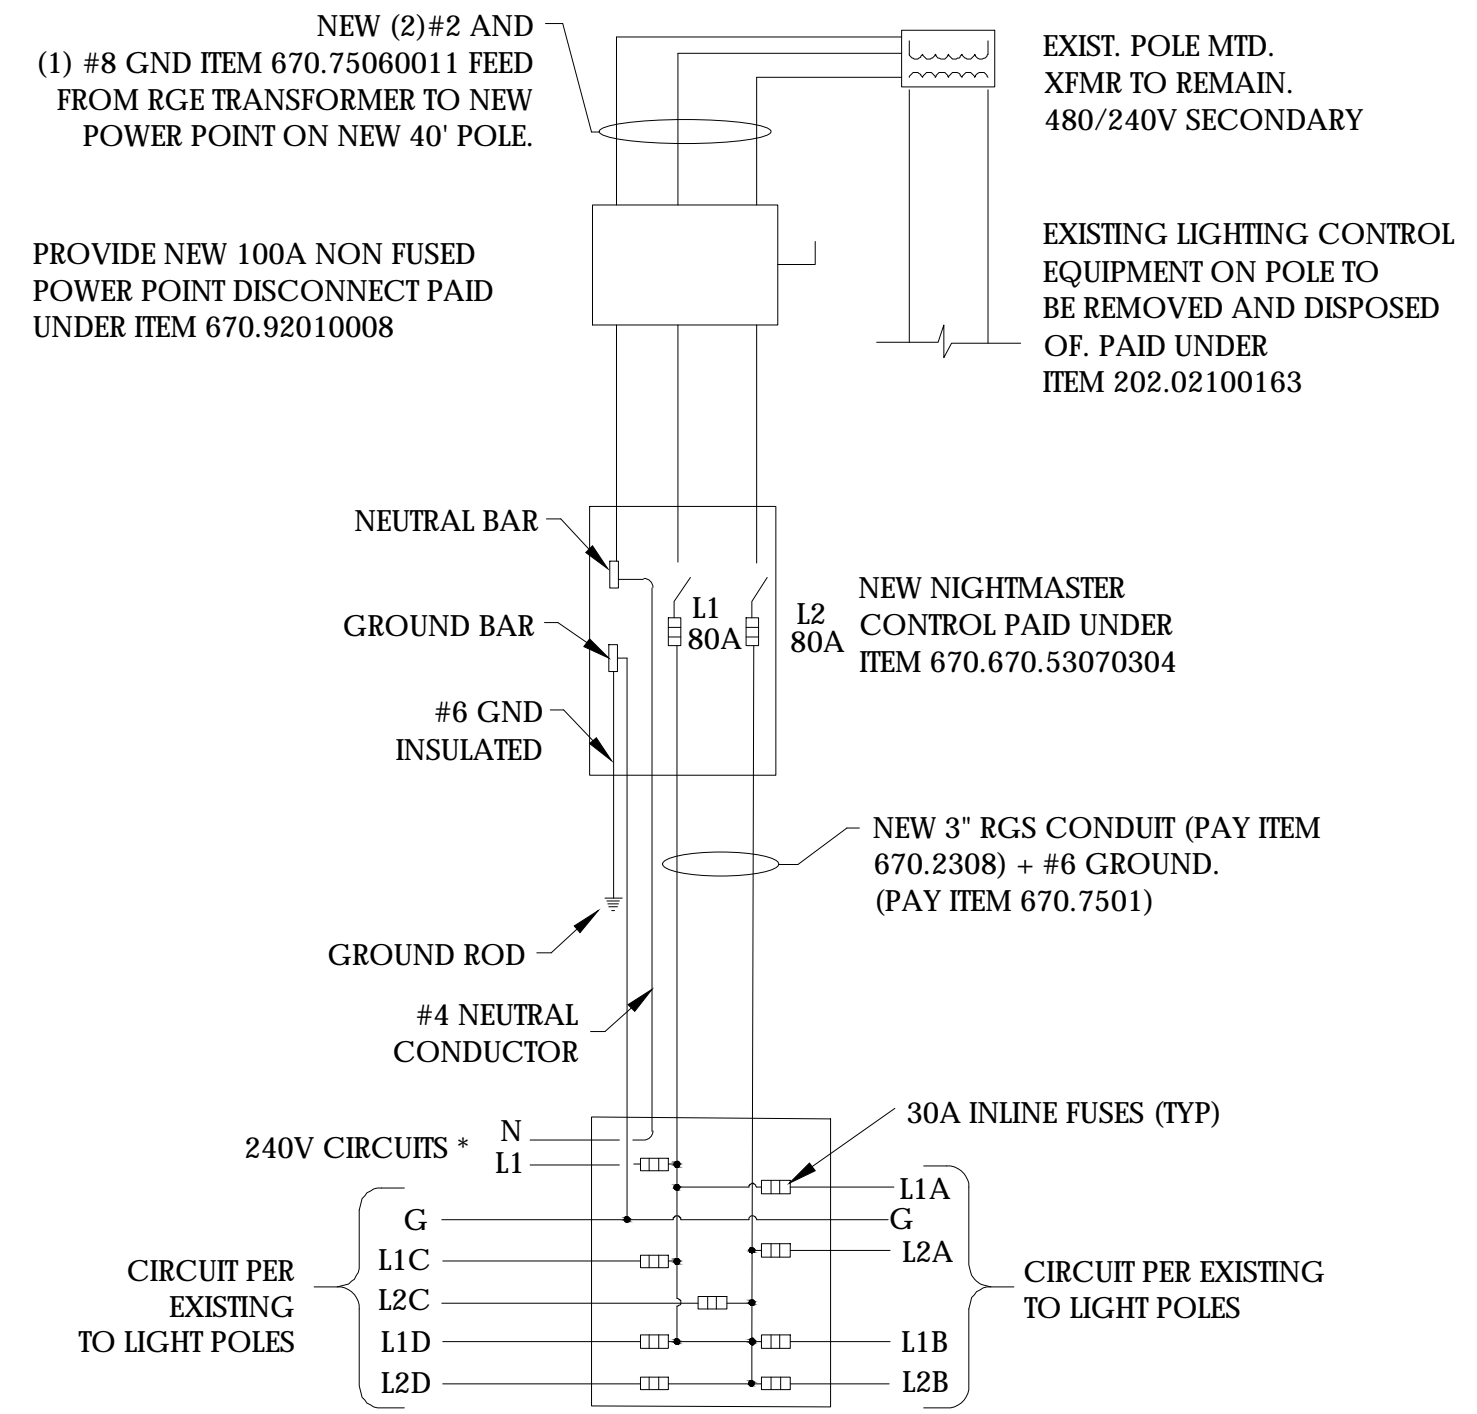 NEW (2)#2 AND
(1) #8 GND ITEM 670.75060011 FEED
FROM RGE TRANSFORMER TO NEW
POWER POINT ON NEW 40' POLE.
EXIST. POLE MTD.
XFMR TO REMAIN.
480/240V SECONDARY
PROVIDE NEW 100A NON FUSED
POWER POINT DISCONNECT PAID
UNDER ITEM 670.92010008
EXISTING LIGHTING CONTROL
EQUIPMENT ON POLE TO
BE REMOVED AND DISPOSED
OF. PAID UNDER
ITEM 202.02100163
NEUTRAL BAR
GROUND BAR
#6 GND
INSULATED
L1
80A
L2
80A
NEW NIGHTMASTER
CONTROL PAID UNDER
ITEM 670.670.53070304
NEW 3" RGS CONDUIT (PAY ITEM
670.2308) + #6 GROUND.
(PAY ITEM 670.7501)
GROUND ROD
#4 NEUTRAL
CONDUCTOR
30A INLINE FUSES (TYP)
240V CIRCUITS *
N
L1
G
L1C
L2C
L1D
L2D
CIRCUIT PER
EXISTING
TO LIGHT POLES
L1A
G
L2A
L1B
L2B
CIRCUIT PER EXISTING
TO LIGHT POLES